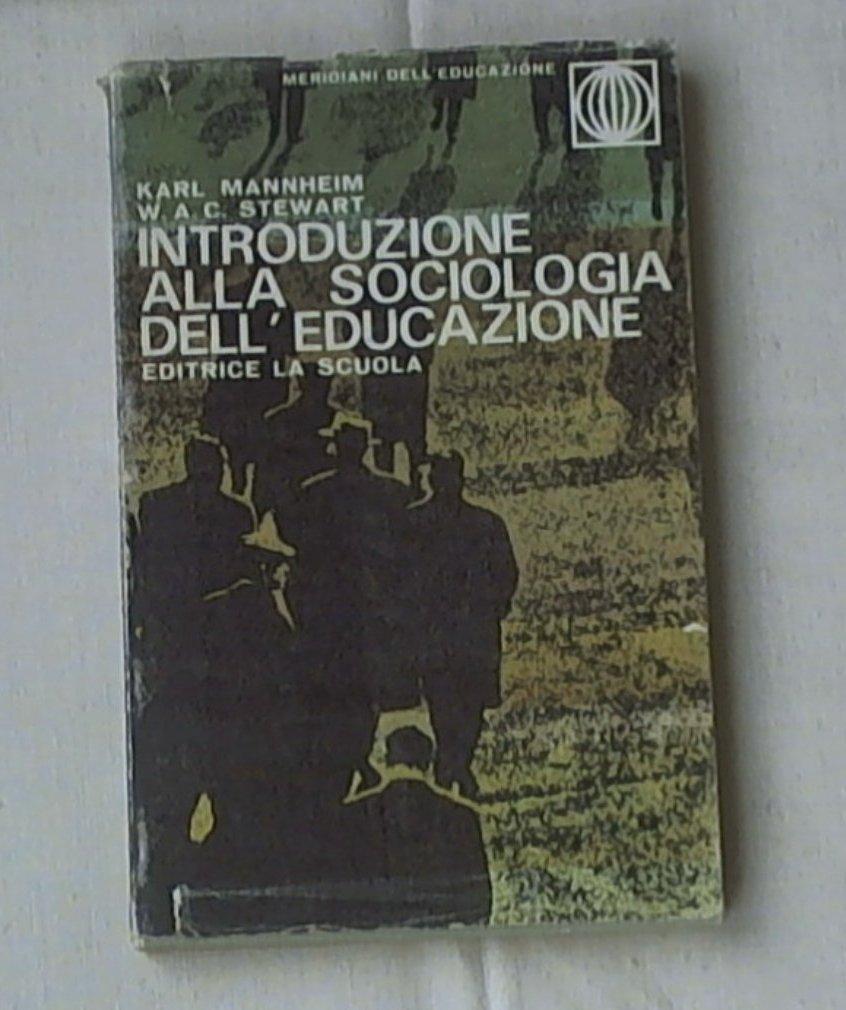 MERIDIANI DELL'EDUCAZIONE
KARL MANNHEIM
W. A. C. STEWART
INTRODUZIONE
ALLA SOCIOLOGIA
DELL'EDUCAZIONE
EDITRICE LA SCUOLA